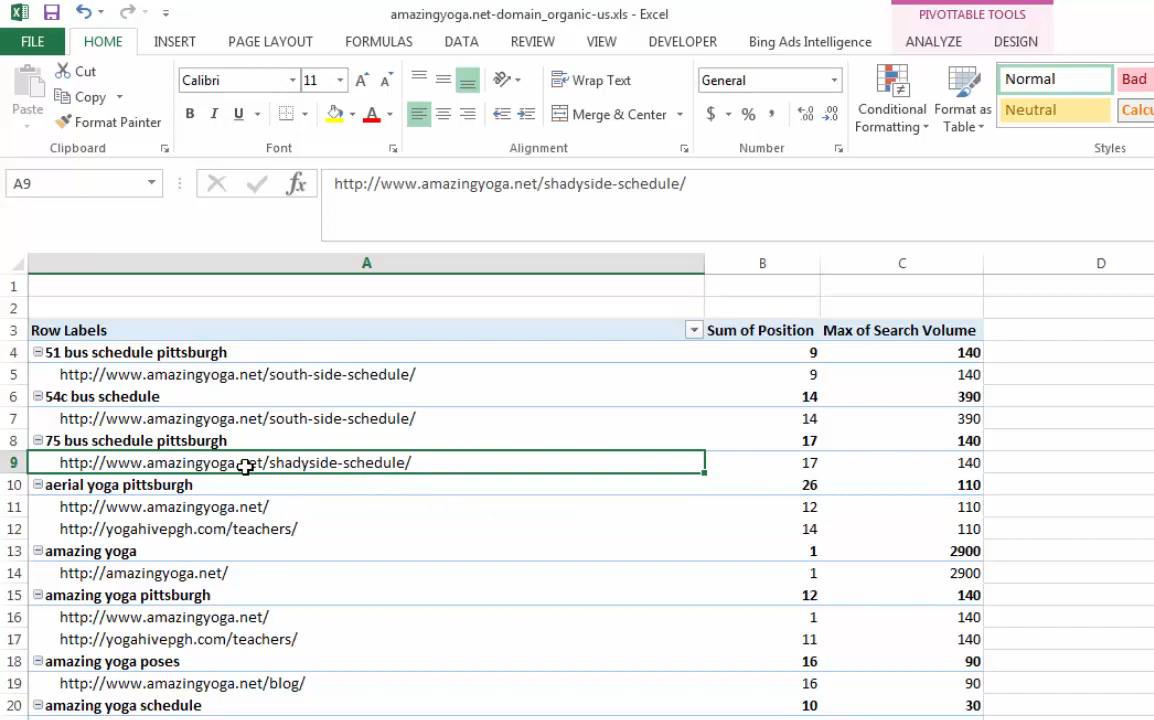 amazingyoga.net-domain_organic-us.xls - Excel
PIVOTTABLE TOOLS
FILE HOME INSERT PAGE LAYOUT FORMULAS DATA REVIEW VIEW DEVELOPER Bing Ads Intelligence ANALYZE DESIGN
Paste
Cut
Copy
Format Painter
Clipboard
Calibri 11
B I U
Font
Wrap Text
Merge & Center
Alignment
General
$ % ,
Number
Conditional Formatting
Format as Table
Normal Bad
Neutral Calc
Styles
A9 fx http://www.amazingyoga.net/shadyside-schedule/
A B C D
1
2
3 Row Labels Sum of Position Max of Search Volume
4 51 bus schedule pittsburgh 9 140
5 http://www.amazingyoga.net/south-side-schedule/ 9 140
6 54c bus schedule 14 390
7 http://www.amazingyoga.net/south-side-schedule/ 14 390
8 75 bus schedule pittsburgh 17 140
9 http://www.amazingyoga.net/shadyside-schedule/ 17 140
10 aerial yoga pittsburgh 26 110
11 http://www.amazingyoga.net/ 12 110
12 http://yogahivepgh.com/teachers/ 14 110
13 amazing yoga 1 2900
14 http://amazingyoga.net/ 1 2900
15 amazing yoga pittsburgh 12 140
16 http://www.amazingyoga.net/ 1 140
17 http://yogahivepgh.com/teachers/ 11 140
18 amazing yoga poses 16 90
19 http://www.amazingyoga.net/blog/ 16 90
20 amazing yoga schedule 10 30